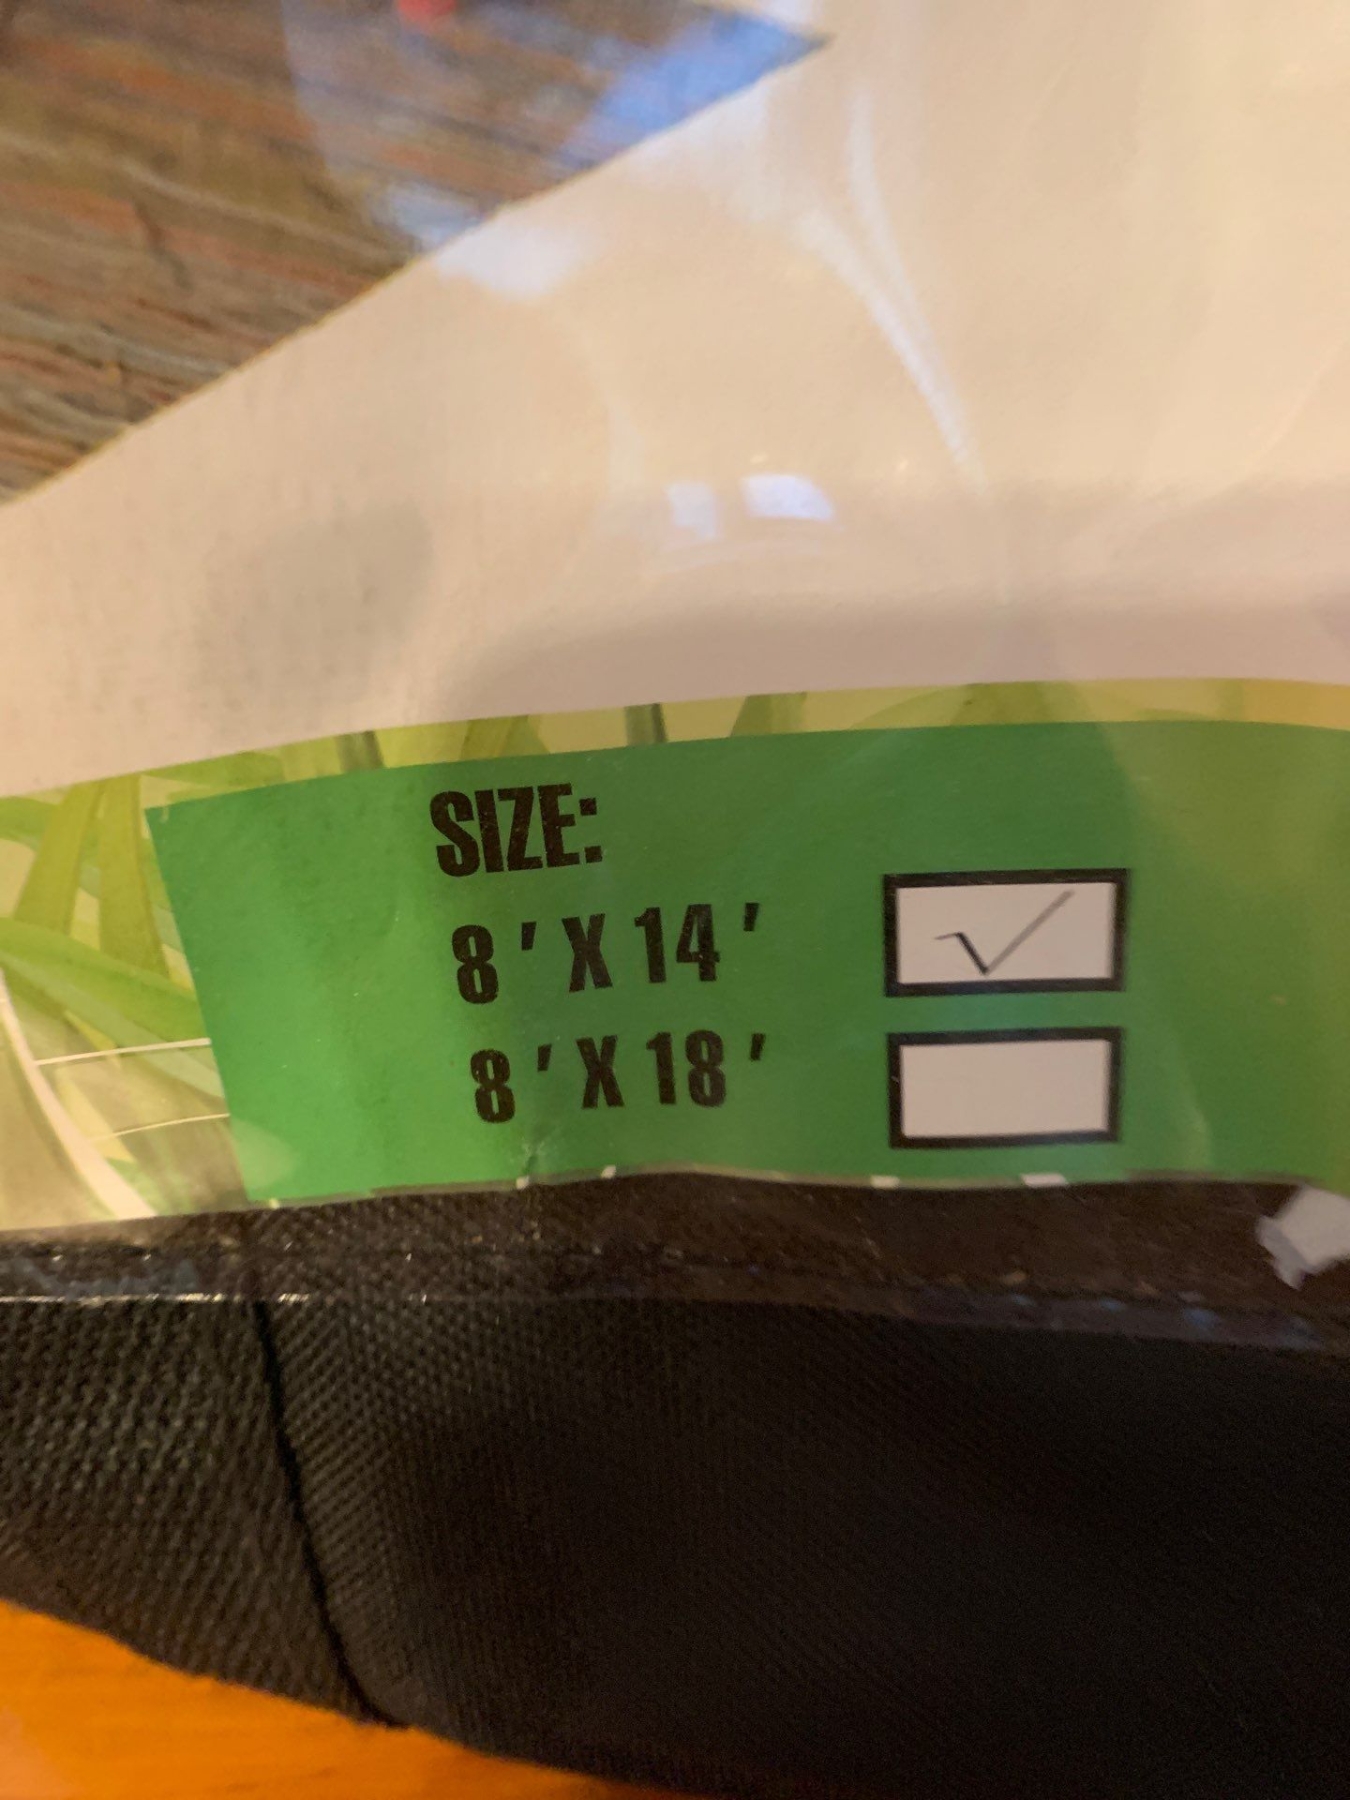 SIZE:
8 ' X 14 ' √
8 ' X 18 '